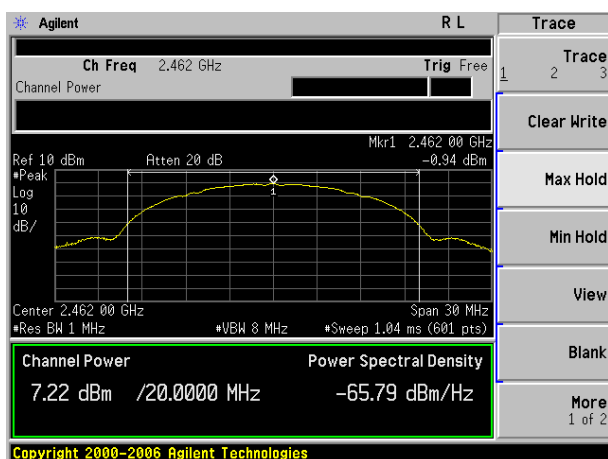 Agilent R L Trace
Ch Freq 2.462 GHz Trig Free
Channel Power
Trace
1 2 3
Clear Write
Max Hold
Min Hold
View
Blank
More
1 of 2
Mkr1 2.462 00 GHz
Ref 10 dBm Atten 20 dB -0.94 dBm
#Peak
Log
10
dB/
1
Center 2.462 00 GHz Span 30 MHz
#Res BW 1 MHz #VBW 8 MHz #Sweep 1.04 ms (601 pts)
Channel Power Power Spectral Density
7.22 dBm /20.0000 MHz -65.79 dBm/Hz
Copyright 2000-2006 Agilent Technologies